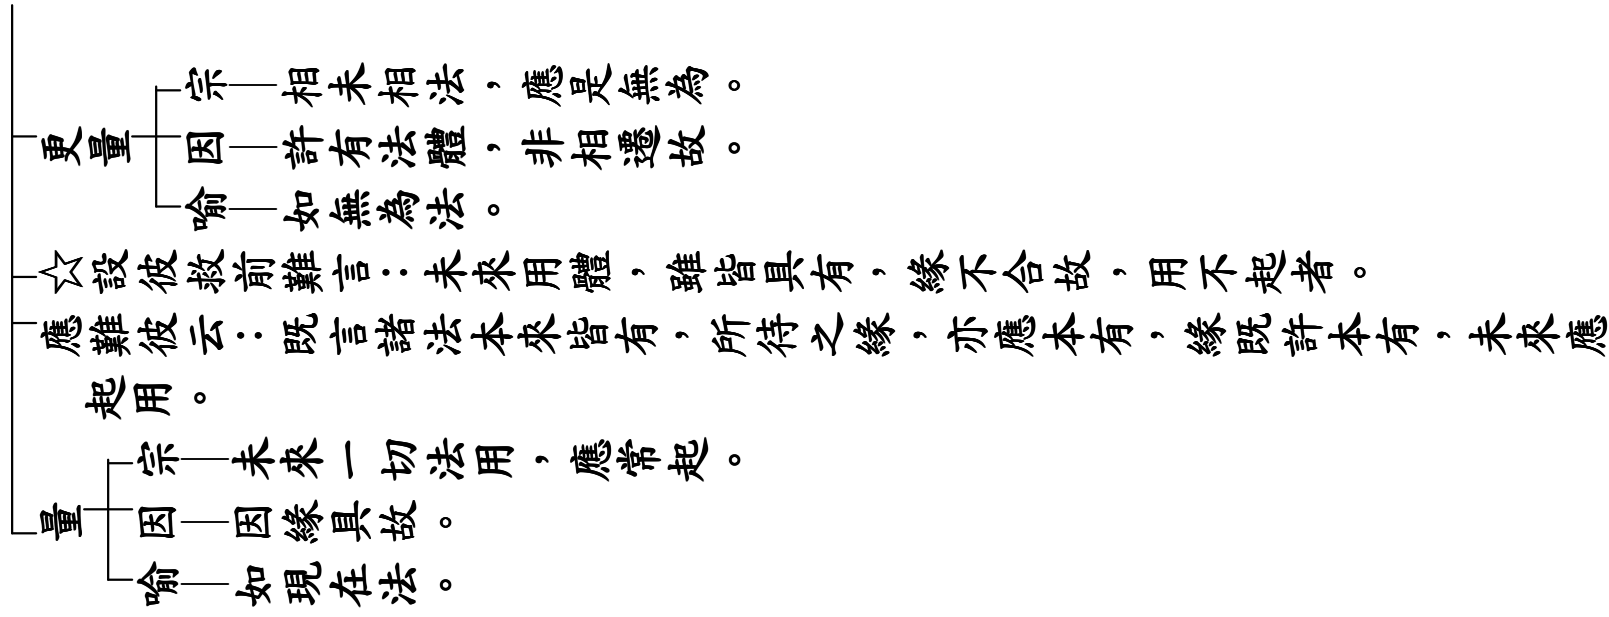 更量
宗—相未相法，應是無為。
因—許有法體，非相遷故。
喻—如無為法。
☆設彼救前難言：未來用體，雖皆具有，緣不合故，用不起者。
應難彼云：既言諸法本來皆有，所待之緣，亦應本有，緣既許本有，未來應
起用。
量
宗—未來一切法用，應常起。
因—因緣具故。
喻—如現在法。